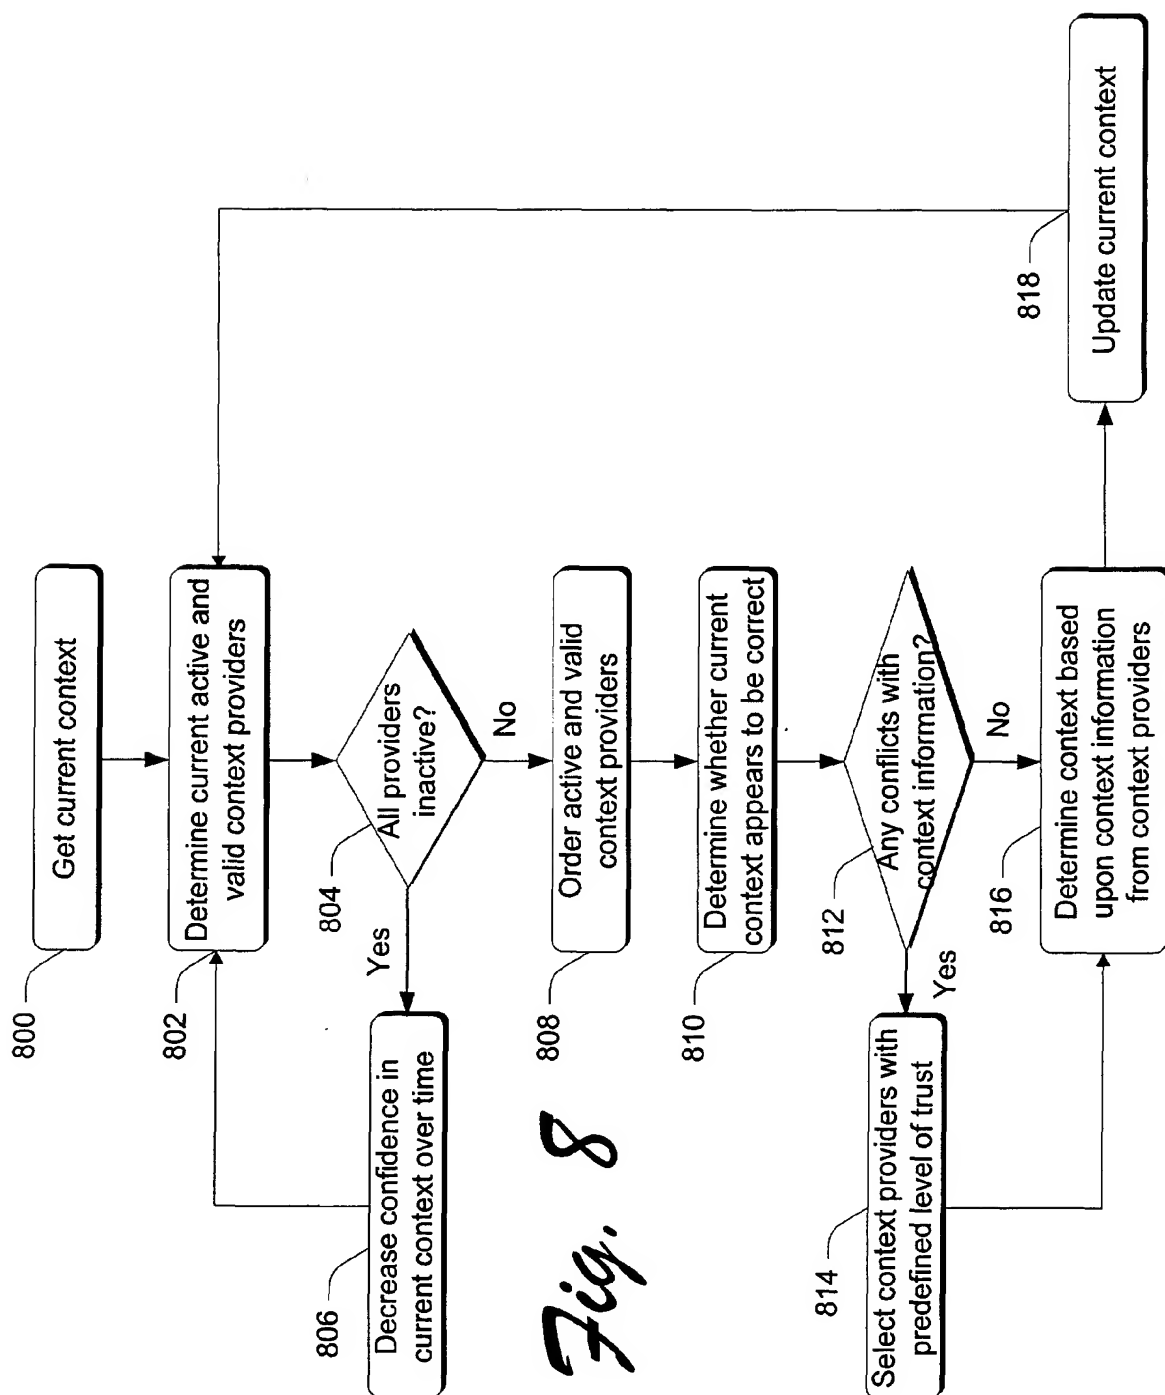 800
Get current context
802
Determine current active and
valid context providers
804
All providers
inactive?
Yes
No
806
Decrease confidence in
current context over time
808
Order active and valid
context providers
810
Determine whether current
context appears to be correct
812
Any conflicts with
context information?
Yes
No
814
Select context providers with
predefined level of trust
816
Determine context based
upon context information
from context providers
818
Update current context
Fig. 8